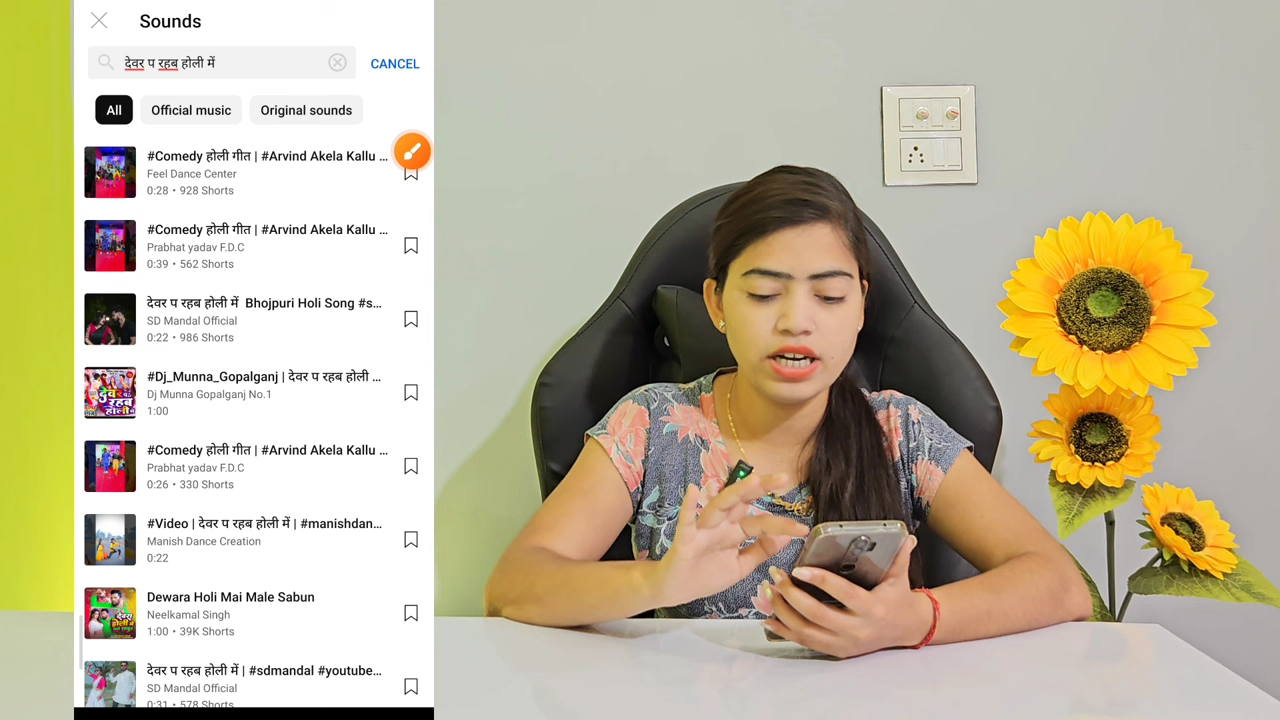 Sounds
देवर प रहब होली में
CANCEL
All
Official music
Original sounds
#Comedy होली गीत | #Arvind Akela Kallu ...
Feel Dance Center
0:28 • 928 Shorts
#Comedy होली गीत | #Arvind Akela Kallu ...
Prabhat yadav F.D.C
0:39 • 562 Shorts
देवर प रहब होली में Bhojpuri Holi Song #s...
SD Mandal Official
0:22 • 986 Shorts
#Dj_Munna_Gopalganj | देवर प रहब होली ...
Dj Munna Gopalganj No.1
1:00
#Comedy होली गीत | #Arvind Akela Kallu ...
Prabhat yadav F.D.C
0:26 • 330 Shorts
#Video | देवर प रहब होली में | #manishdan...
Manish Dance Creation
0:22
Dewara Holi Mai Male Sabun
Neelkamal Singh
1:00 • 39K Shorts
देवर प रहब होली में | #sdmandal #youtube...
SD Mandal Official
0:31 • 578 Shorts